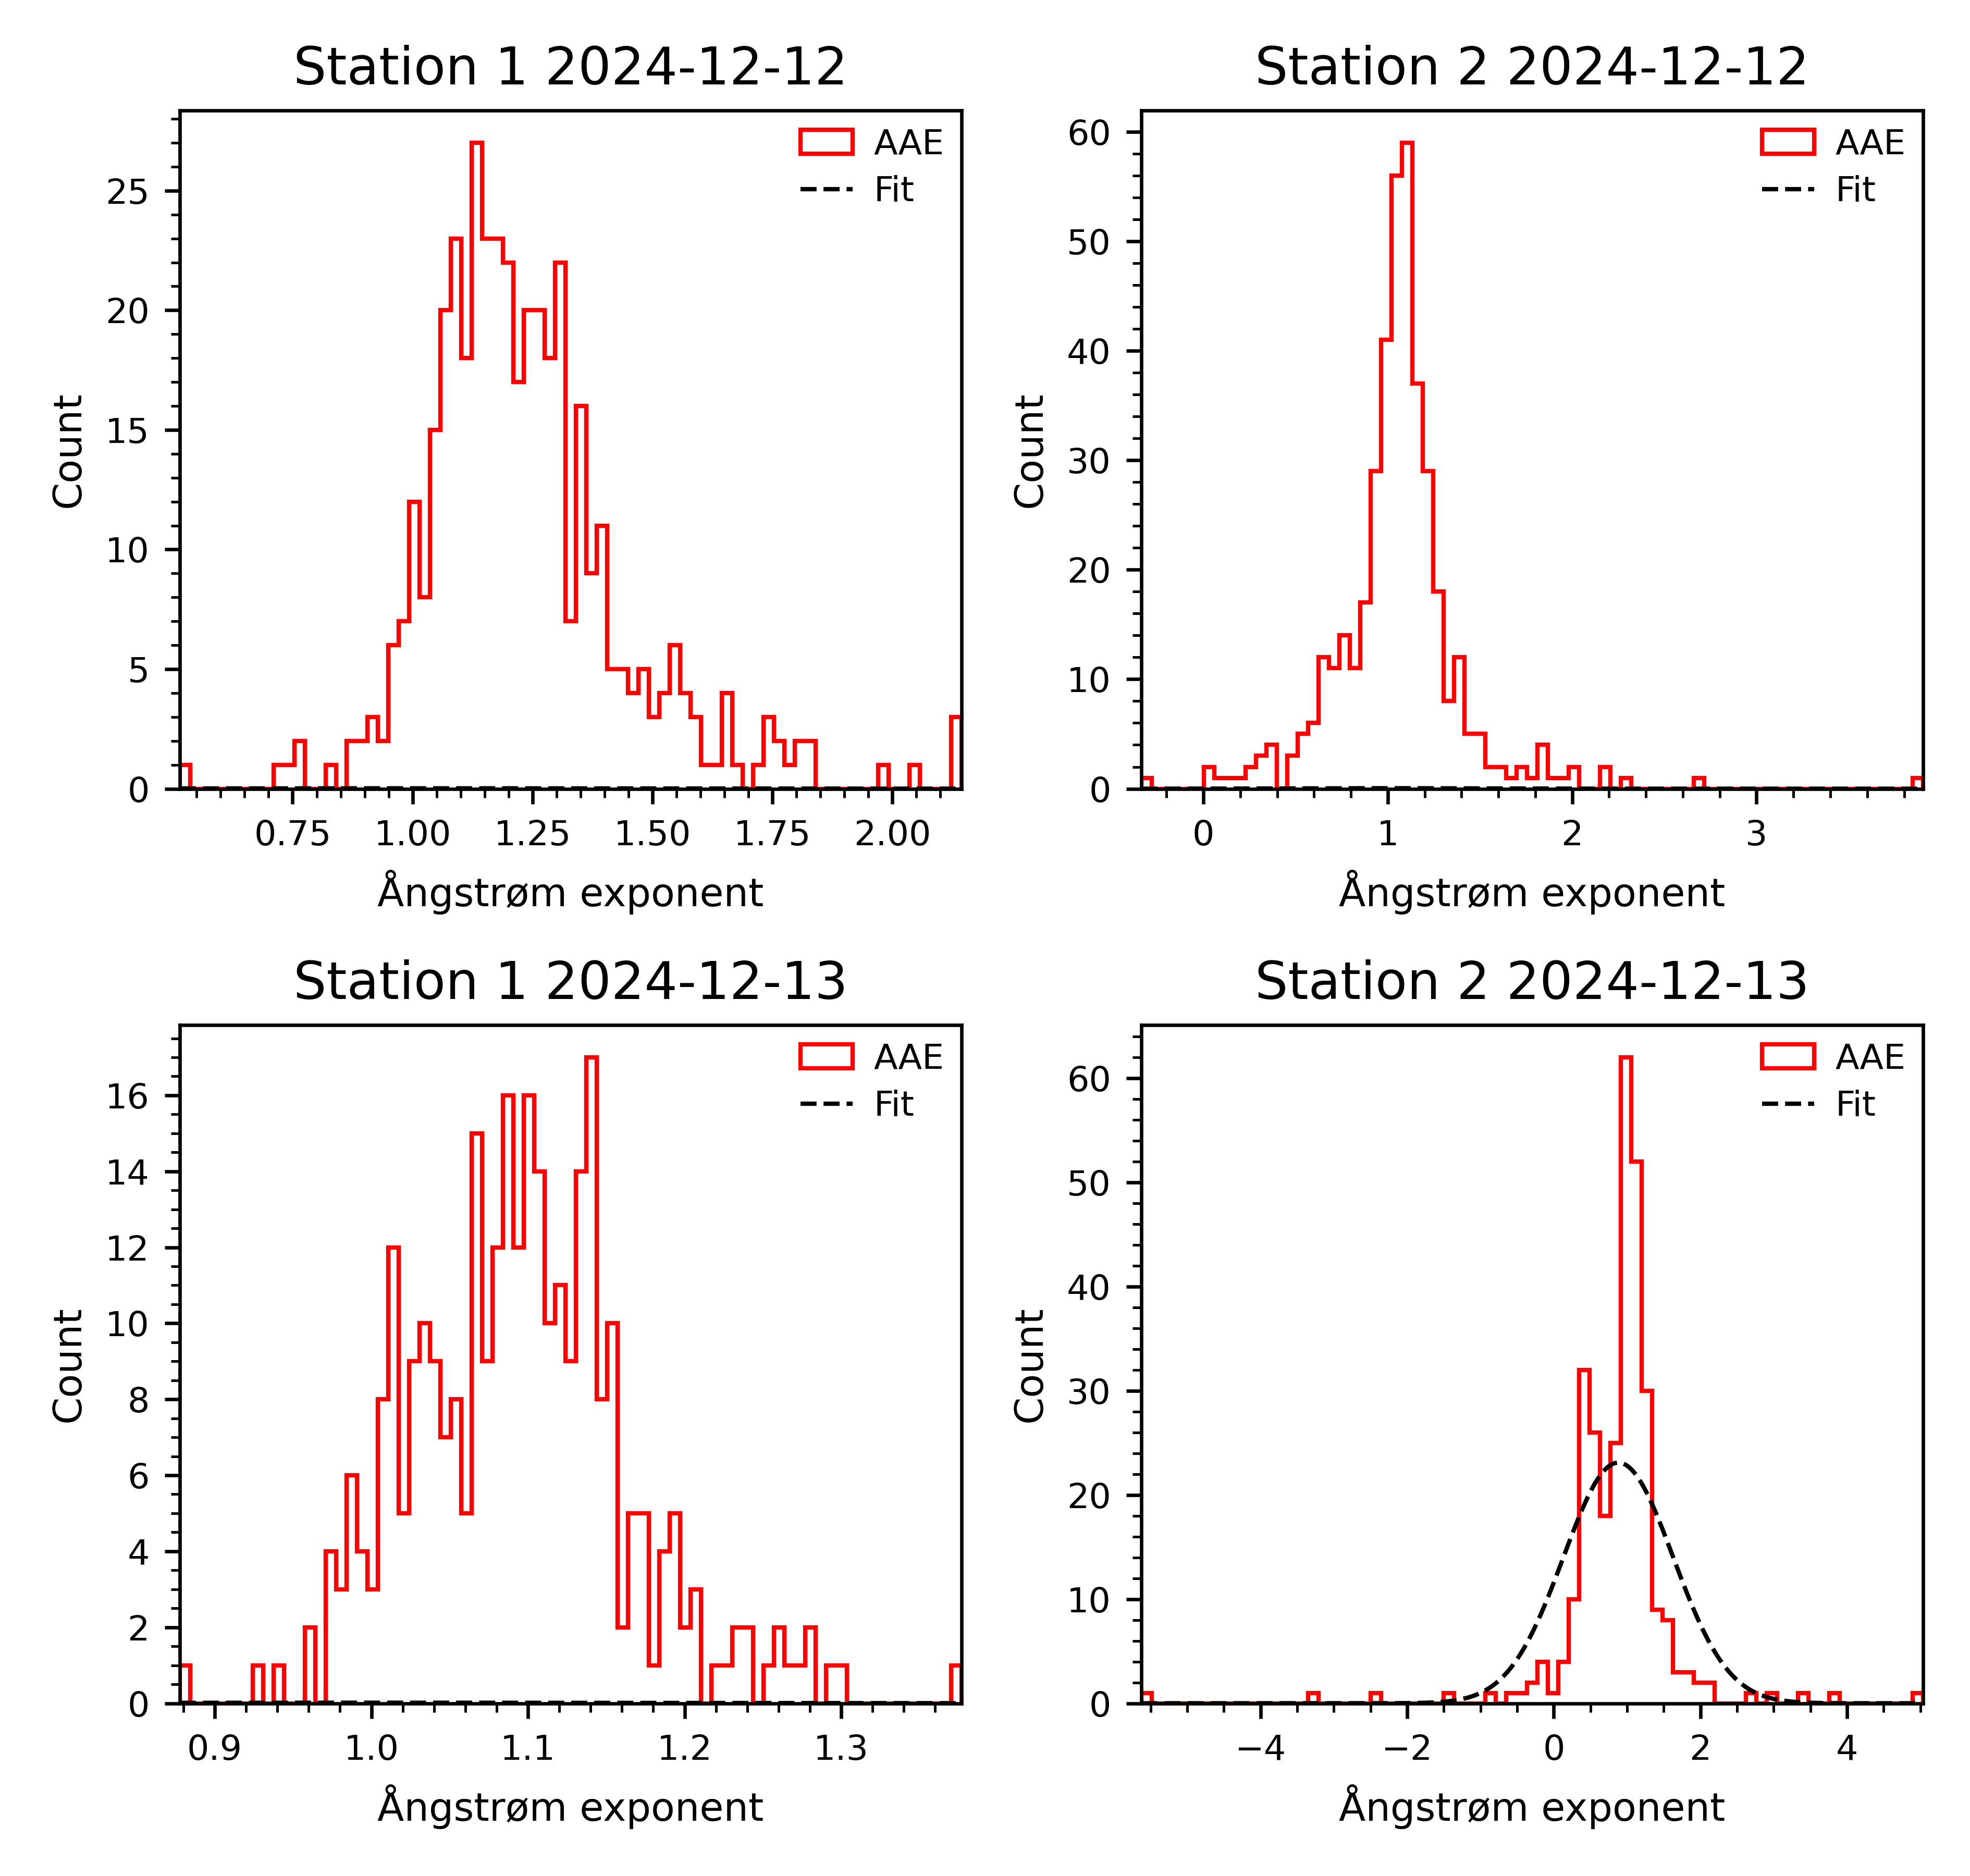 Station 1 2024-12-12
AAE
Fit
Count
25
20
15
10
5
0
0.75 1.00 1.25 1.50 1.75 2.00
Ångstrøm exponent
Station 2 2024-12-12
AAE
Fit
Count
60
50
40
30
20
10
0
0 1 2 3
Ångstrøm exponent
Station 1 2024-12-13
AAE
Fit
Count
16
14
12
10
8
6
4
2
0
0.9 1.0 1.1 1.2 1.3
Ångstrøm exponent
Station 2 2024-12-13
AAE
Fit
Count
60
50
40
30
20
10
0
−4 −2 0 2 4
Ångstrøm exponent